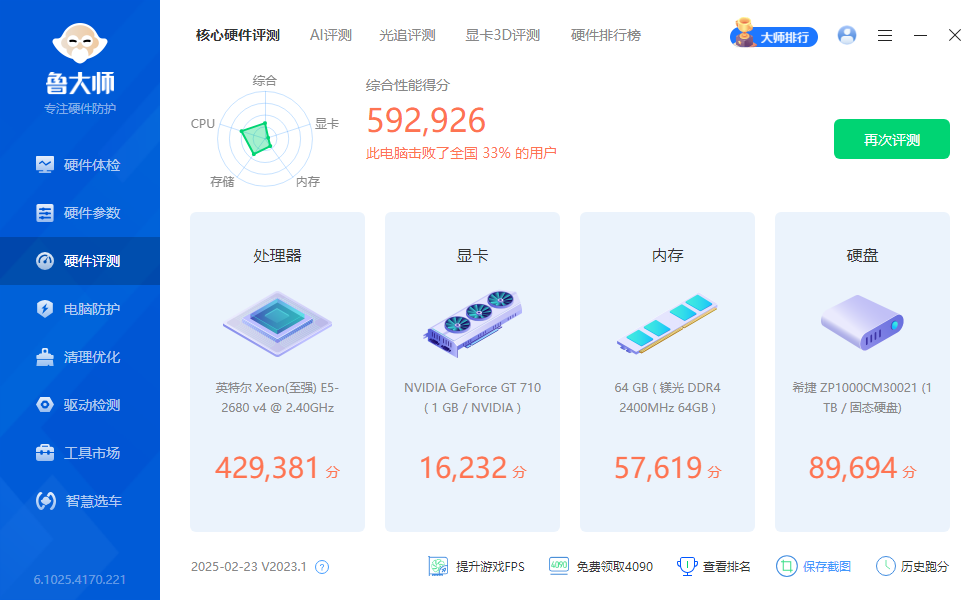 鲁大师
专注硬件防护
硬件体检
硬件参数
硬件评测
电脑防护
清理优化
驱动检测
工具市场
智慧选车
6.1025.4170.221
核心硬件评测 AI评测 光追评测 显卡3D评测 硬件排行榜
大师排行
综合
CPU
显卡
存储
内存
综合性能得分
592,926
此电脑击败了全国 33% 的用户
再次评测
处理器
英特尔 Xeon(至强) E5-
2680 v4 @ 2.40GHz
429,381 分
显卡
NVIDIA GeForce GT 710
( 1 GB / NVIDIA )
16,232 分
内存
64 GB ( 镁光 DDR4
2400MHz 64GB )
57,619 分
硬盘
希捷 ZP1000CM30021 (1
TB / 固态硬盘)
89,694 分
2025-02-23 V2023.1 ?
提升游戏FPS
4090 免费领取4090
查看排名
保存截图
历史跑分